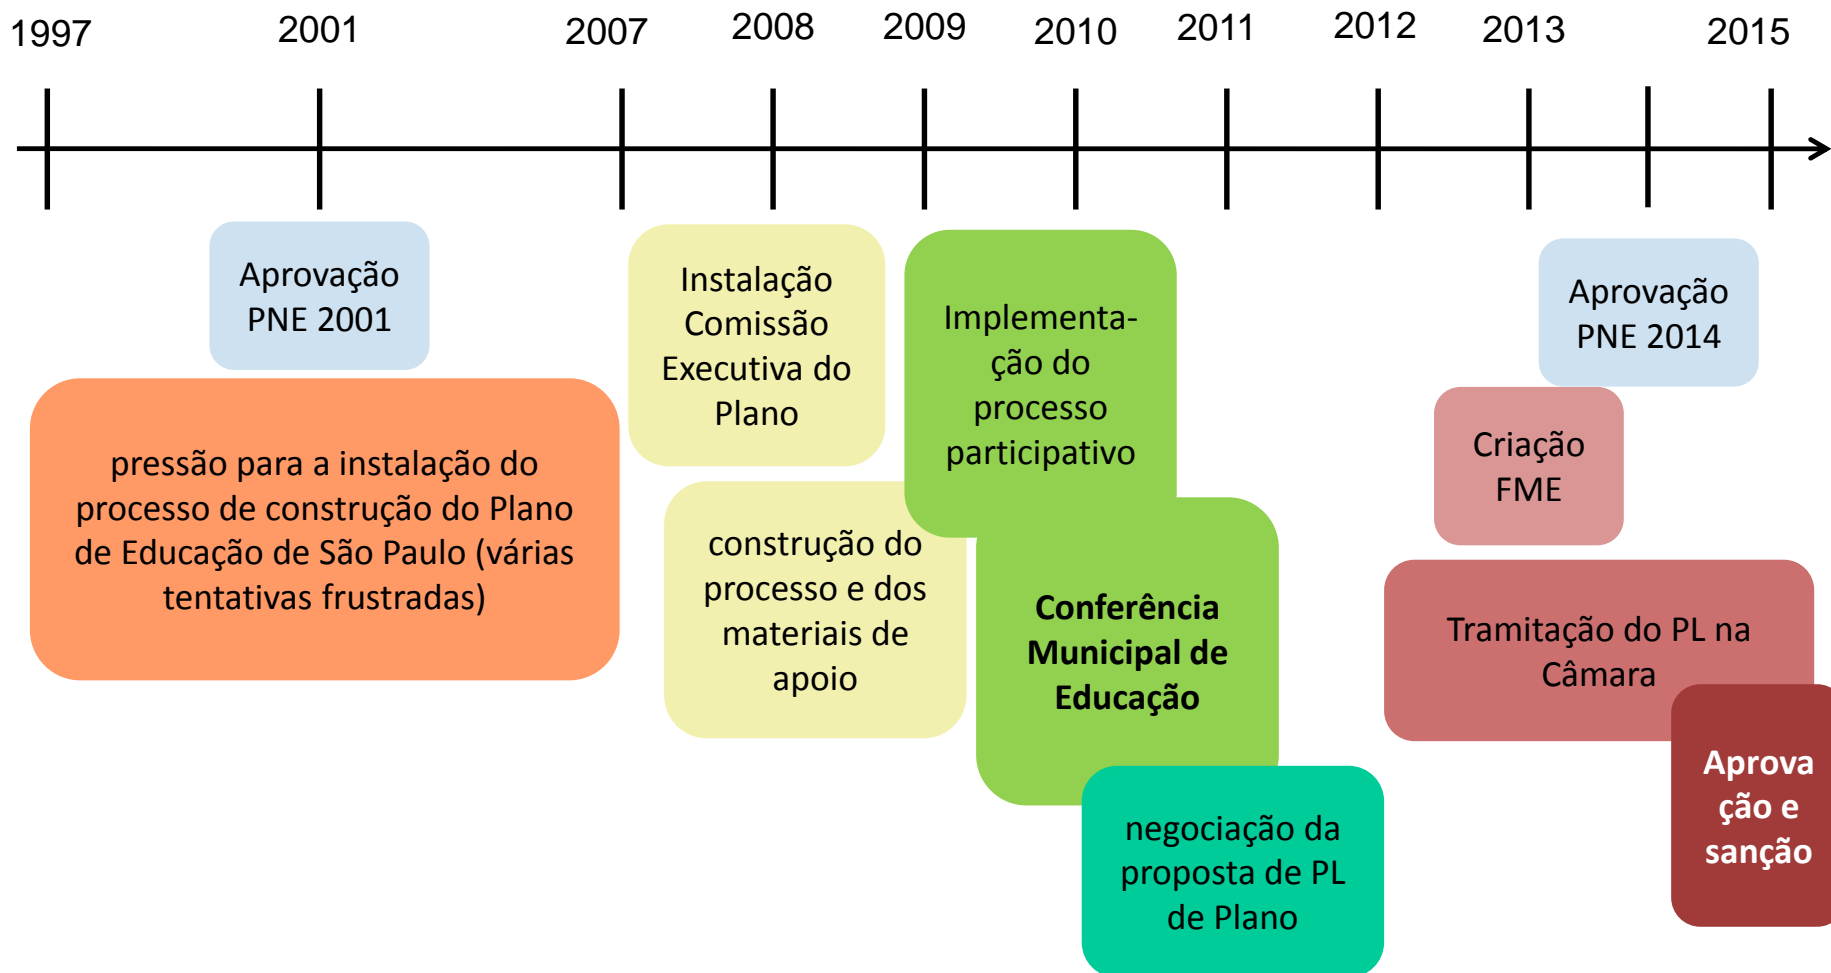 1997
2001
2007
2008
2009
2010
2011
2012
2013
2015
Aprovação
PNE 2001
pressão para a instalação do
processo de construção do Plano
de Educação de São Paulo (várias
tentativas frustradas)
Instalação
Comissão
Executiva do
Plano
construção do
processo e dos
materiais de
apoio
Implementa-
ção do
processo
participativo
Conferência
Municipal de
Educação
negociação da
proposta de PL
de Plano
Aprovação
PNE 2014
Criação
FME
Tramitação do PL na
Câmara
Aprova
ção e
sanção